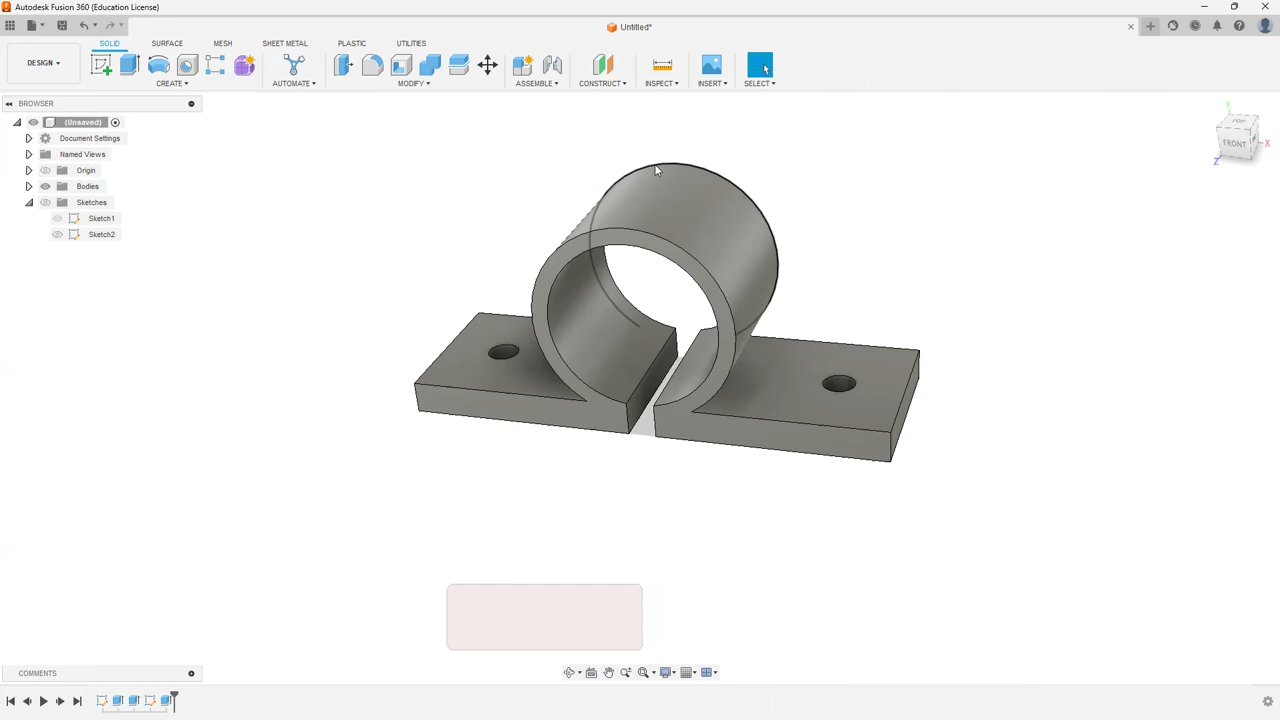 Autodesk Fusion 360 (Education License)
Untitled*
DESIGN
SOLID
SURFACE
MESH
SHEET METAL
PLASTIC
UTILITIES
CREATE
AUTOMATE
MODIFY
ASSEMBLE
CONSTRUCT
INSPECT
INSERT
SELECT
BROWSER
(Unsaved)
Document Settings
Named Views
Origin
Bodies
Sketches
Sketch1
Sketch2
Y
TOP
FRONT
X
Z
COMMENTS